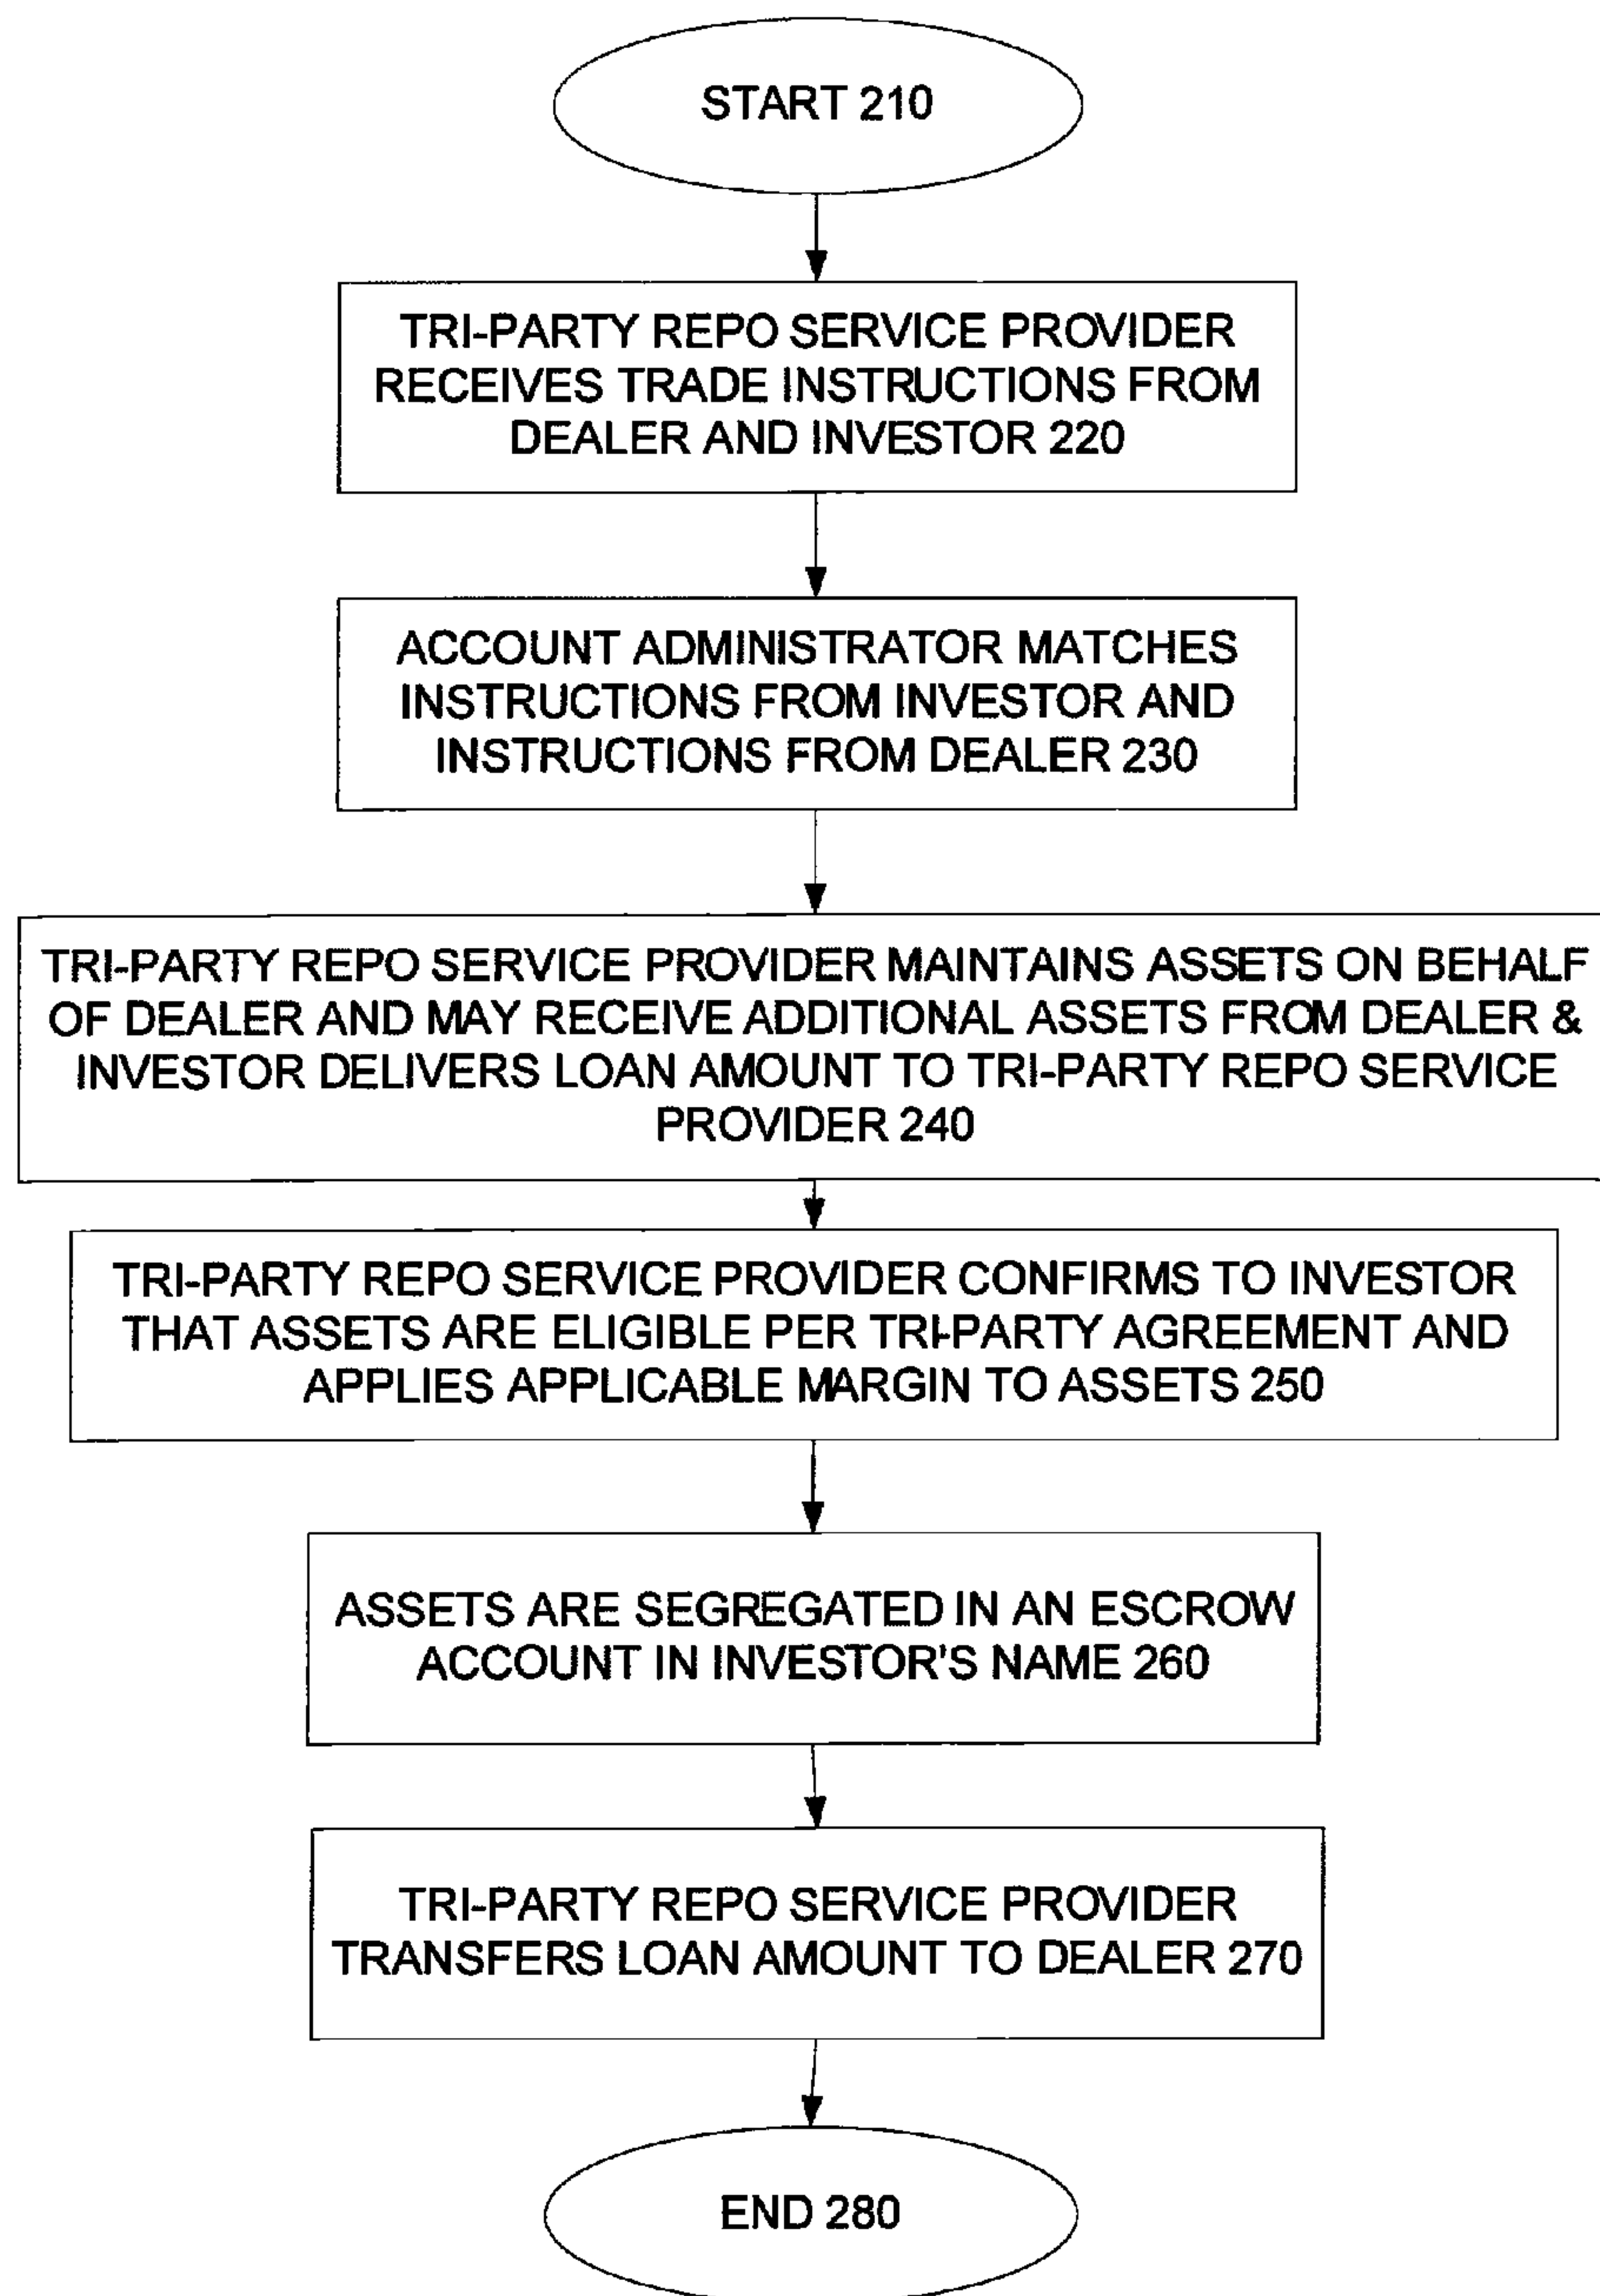 START 210
TRI-PARTY REPO SERVICE PROVIDER
RECEIVES TRADE INSTRUCTIONS FROM
DEALER AND INVESTOR 220
ACCOUNT ADMINISTRATOR MATCHES
INSTRUCTIONS FROM INVESTOR AND
INSTRUCTIONS FROM DEALER 230
TRI-PARTY REPO SERVICE PROVIDER MAINTAINS ASSETS ON BEHALF
OF DEALER AND MAY RECEIVE ADDITIONAL ASSETS FROM DEALER &
INVESTOR DELIVERS LOAN AMOUNT TO TRI-PARTY REPO SERVICE
PROVIDER 240
TRI-PARTY REPO SERVICE PROVIDER CONFIRMS TO INVESTOR
THAT ASSETS ARE ELIGIBLE PER TRI-PARTY AGREEMENT AND
APPLIES APPLICABLE MARGIN TO ASSETS 250
ASSETS ARE SEGREGATED IN AN ESCROW
ACCOUNT IN INVESTOR'S NAME 260
TRI-PARTY REPO SERVICE PROVIDER
TRANSFERS LOAN AMOUNT TO DEALER 270
END 280